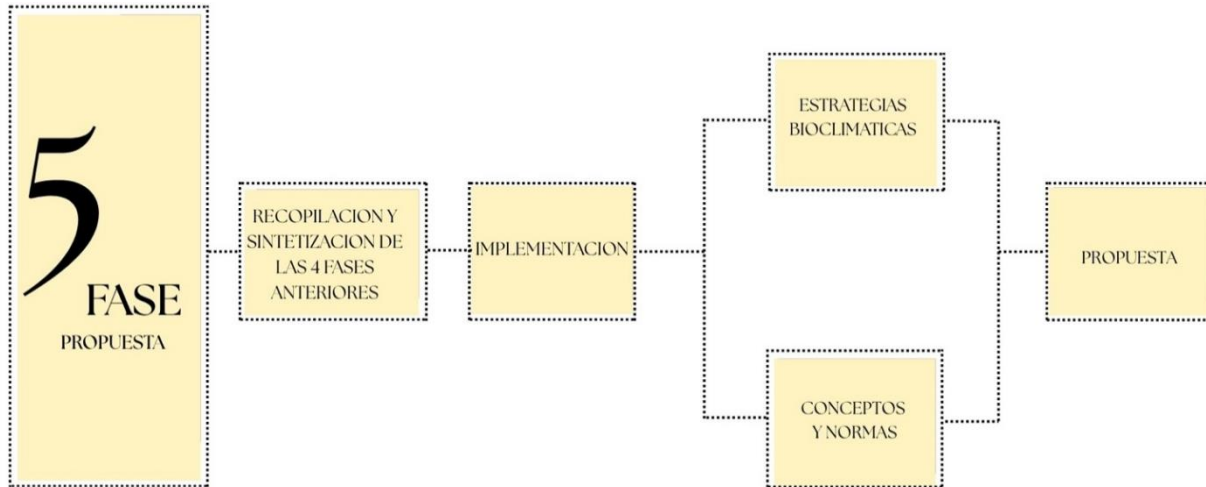 5
FASE
PROPUESTA
RECOPILACION Y
SINTETIZACION DE
LAS 4 FASES
ANTERIORES
IMPLEMENTACION
ESTRATEGIAS
BIOCLIMATICAS
CONCEPTOS
Y NORMAS
PROPUESTA